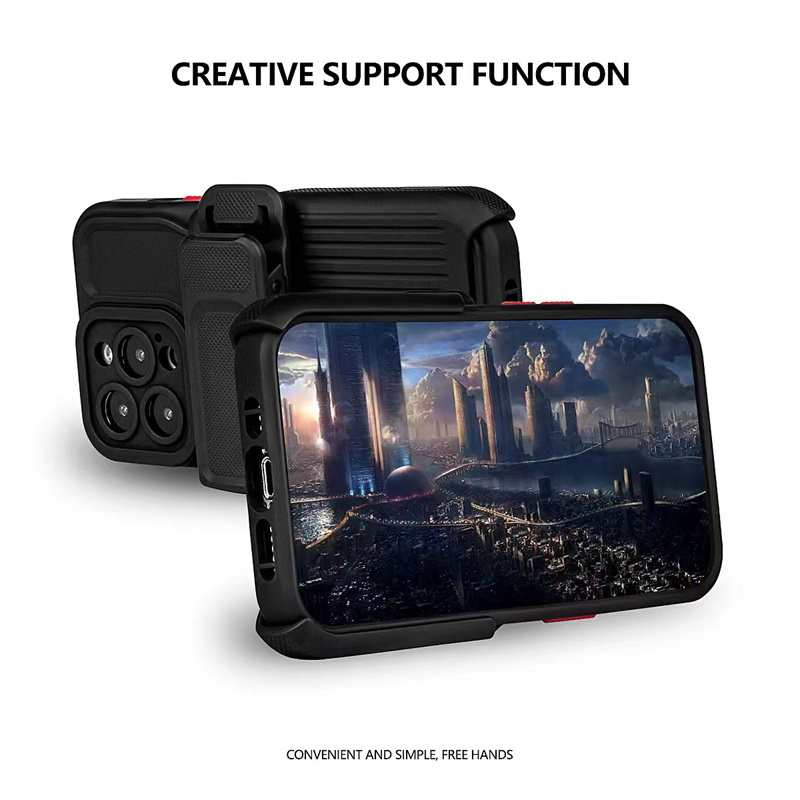 CREATIVE SUPPORT FUNCTION
CONVENIENT AND SIMPLE, FREE HANDS